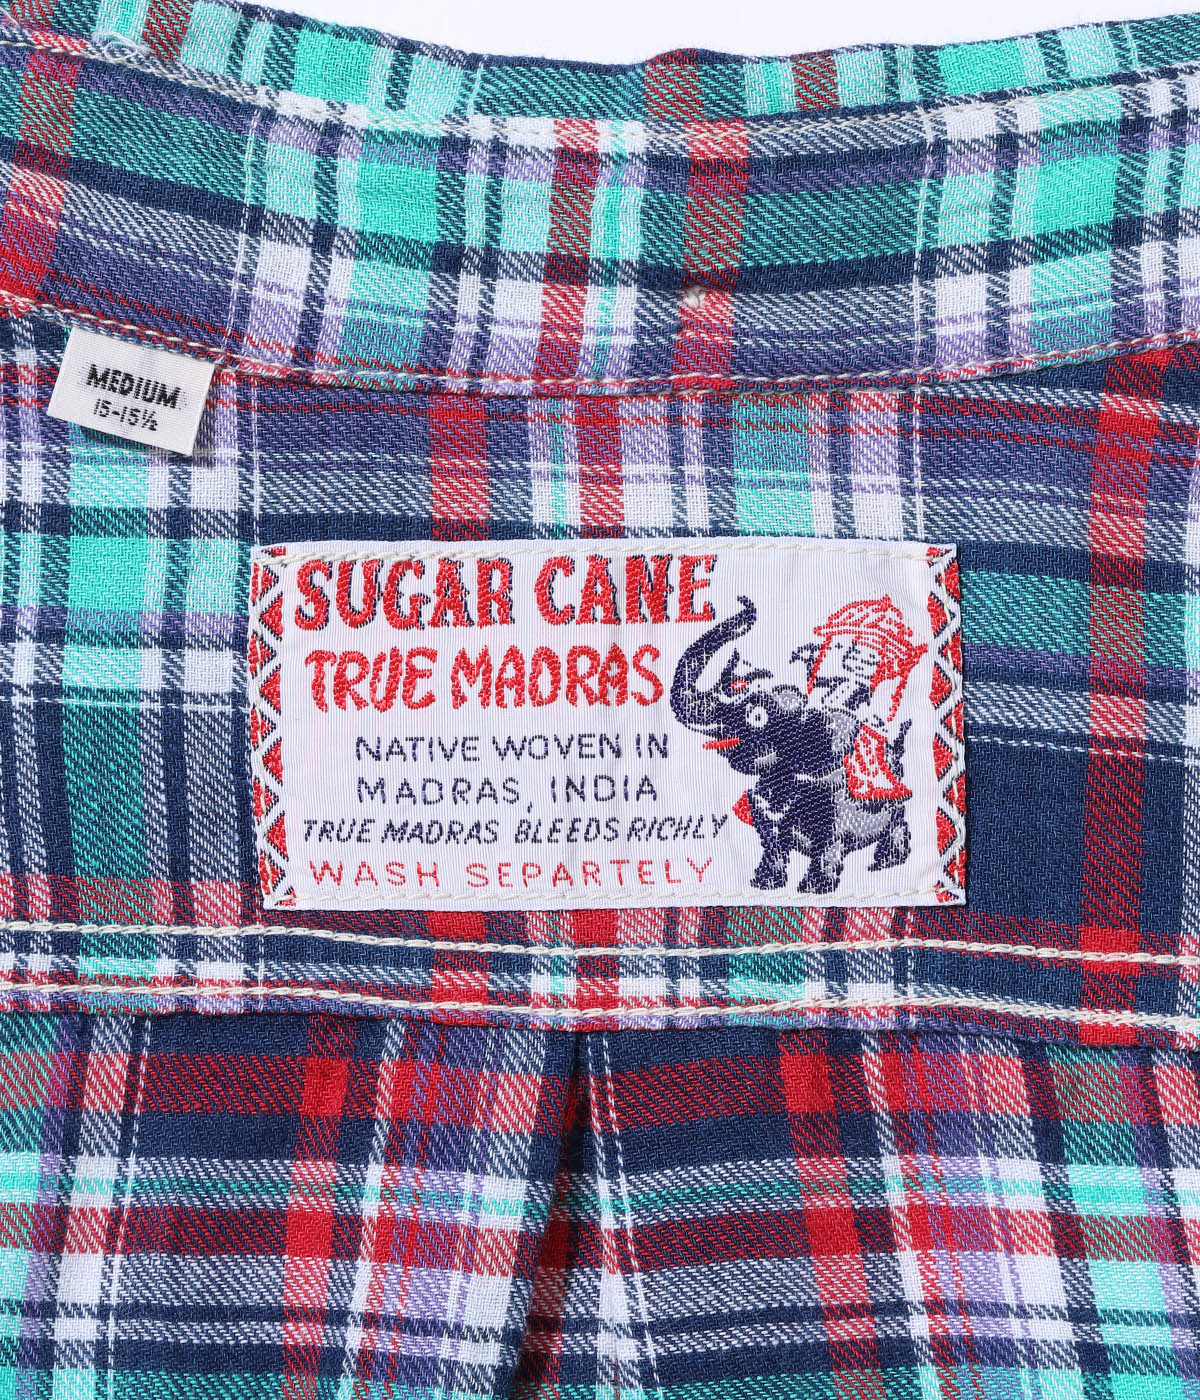 MEDIUM
15-15½
SUGAR CANE
TRUE MADRAS
NATIVE WOVEN IN
MADRAS, INDIA
TRUE MADRAS BLEEDS RICHLY
WASH SEPARTELY